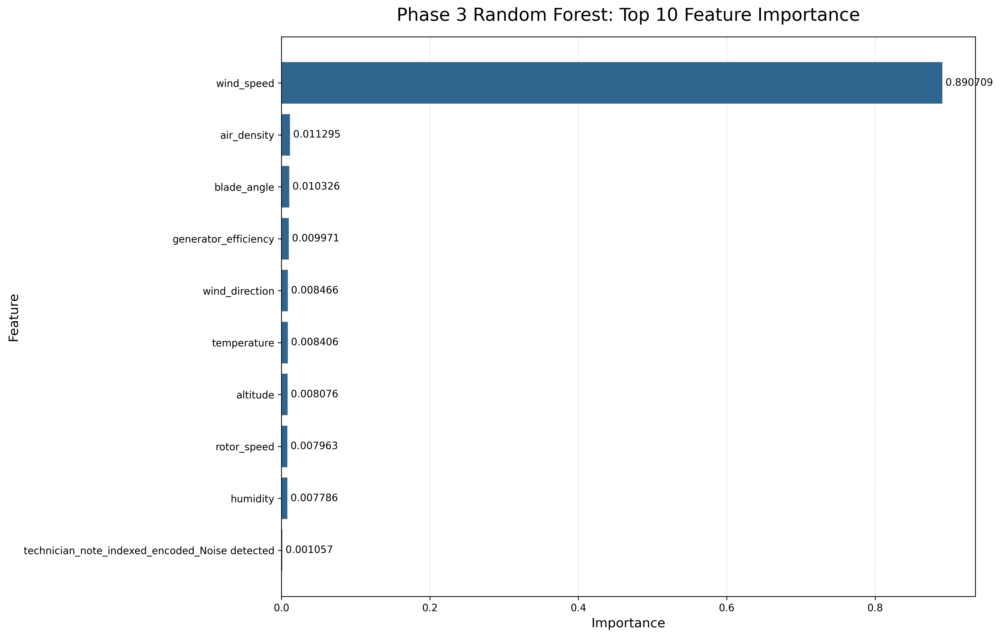 Phase 3 Random Forest: Top 10 Feature Importance
wind_speed 0.890709
air_density 0.011295
blade_angle 0.010326
generator_efficiency 0.009971
wind_direction 0.008466
temperature 0.008406
altitude 0.008076
rotor_speed 0.007963
humidity 0.007786
technician_note_indexed_encoded_Noise detected 0.001057
Feature
0.0 0.2 0.4 0.6 0.8
Importance